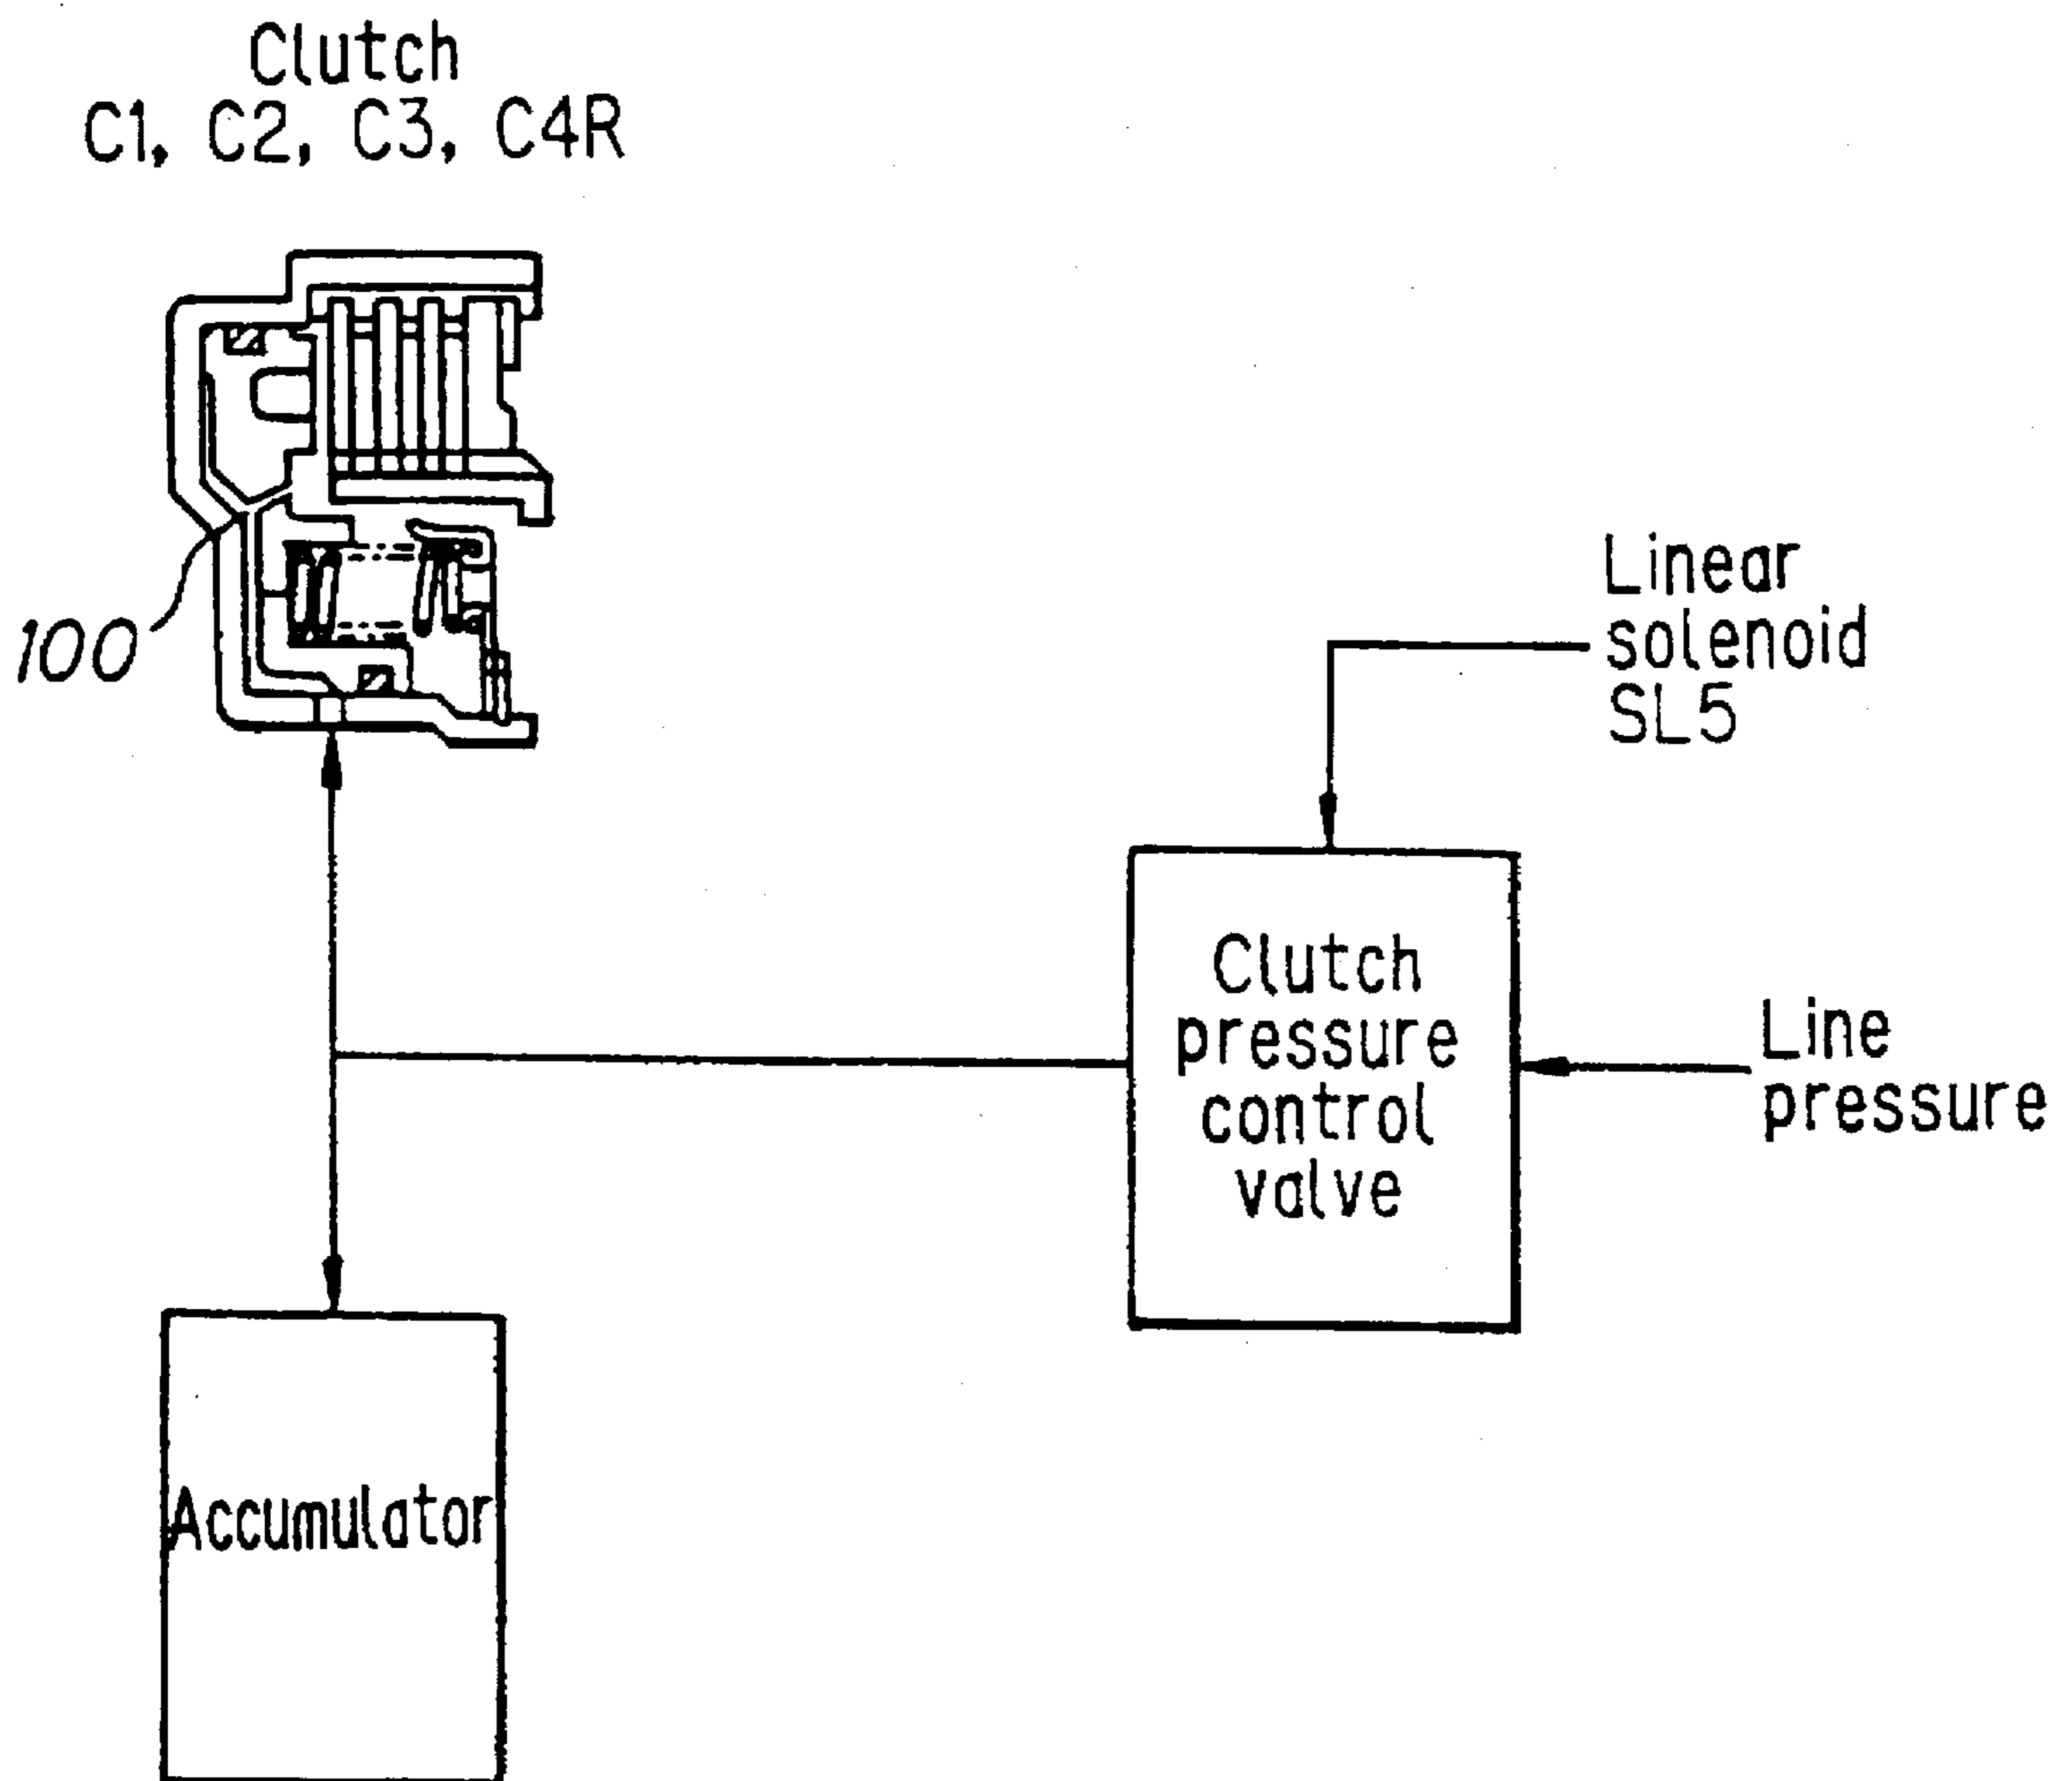 Clutch
C1, C2, C3, C4R
100
Linear
solenoid
SL5
Clutch
pressure
control
valve
Line
pressure
Accumulator